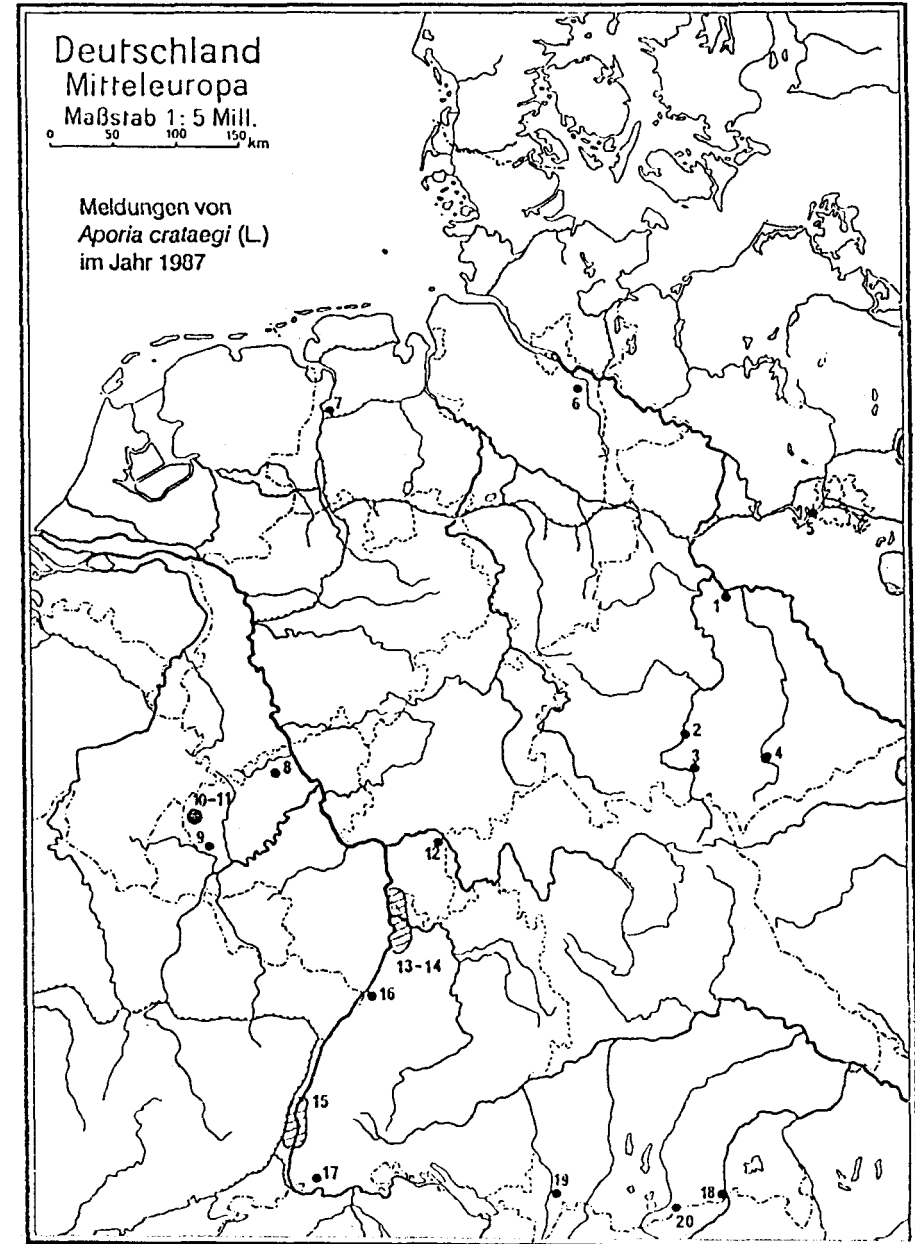 Deutschland
Mitteleuropa
Maßstab 1: 5 Mill.
0 50 100 150 km
Meldungen von
Aporia crataegi (L.)
im Jahr 1987
7
6
5
1
2
3
4
8
10-11
9
12
13-14
16
15
17
19
18
20